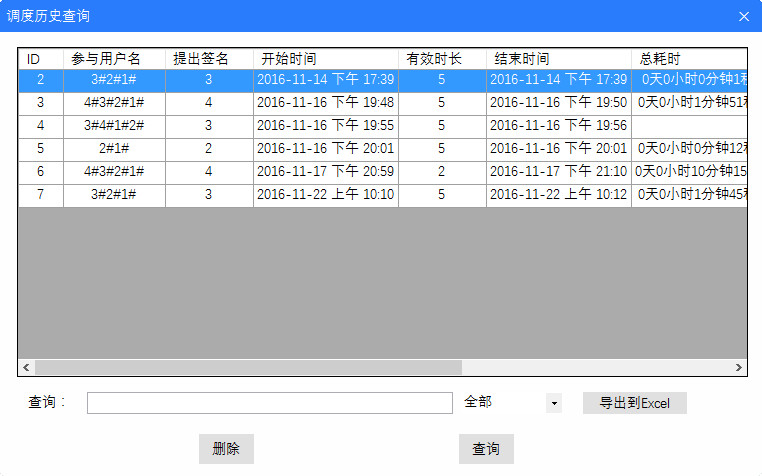 调度历史查询
ID 参与用户名 提出签名 开始时间 有效时长 结束时间 总耗时
2 3#2#1# 3 2016-11-14 下午 17:39 5 2016-11-14 下午 17:39 0天0小时0分钟1
3 4#3#2#1# 4 2016-11-16 下午 19:48 5 2016-11-16 下午 19:50 0天0小时1分钟51
4 3#4#1#2# 3 2016-11-16 下午 19:55 5 2016-11-16 下午 19:56
5 2#1# 2 2016-11-16 下午 20:01 5 2016-11-16 下午 20:01 0天0小时0分钟12
6 4#3#2#1# 4 2016-11-17 下午 20:59 2 2016-11-17 下午 21:10 0天0小时10分钟15
7 3#2#1# 3 2016-11-22 上午 10:10 5 2016-11-22 上午 10:12 0天0小时1分钟45
查询： 全部 导出到Excel
删除 查询